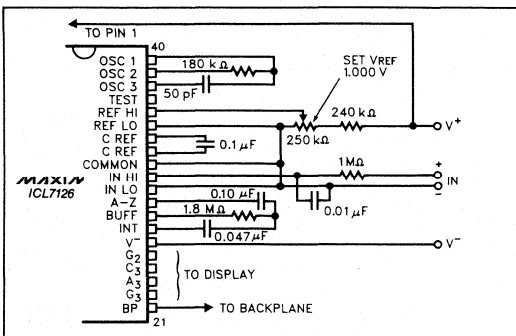 TO PIN 1
40
OSC 1
OSC 2
OSC 3
TEST
REF HI
REF LO
C REF
C REF
COMMON
IN HI
IN LO
A-Z
BUFF
INT
V⁻
G₂
C₃
A₃
G₃
BP
21
MAXIM
ICL7126
180 kΩ
50 pF
SET VREF
1.000 V
240 kΩ
250 kΩ
V⁺
0.1 µF
1MΩ
+
IN
−
0.01 µF
0.10 µF
1.8 MΩ
0.047 µF
V⁻
TO DISPLAY
TO BACKPLANE